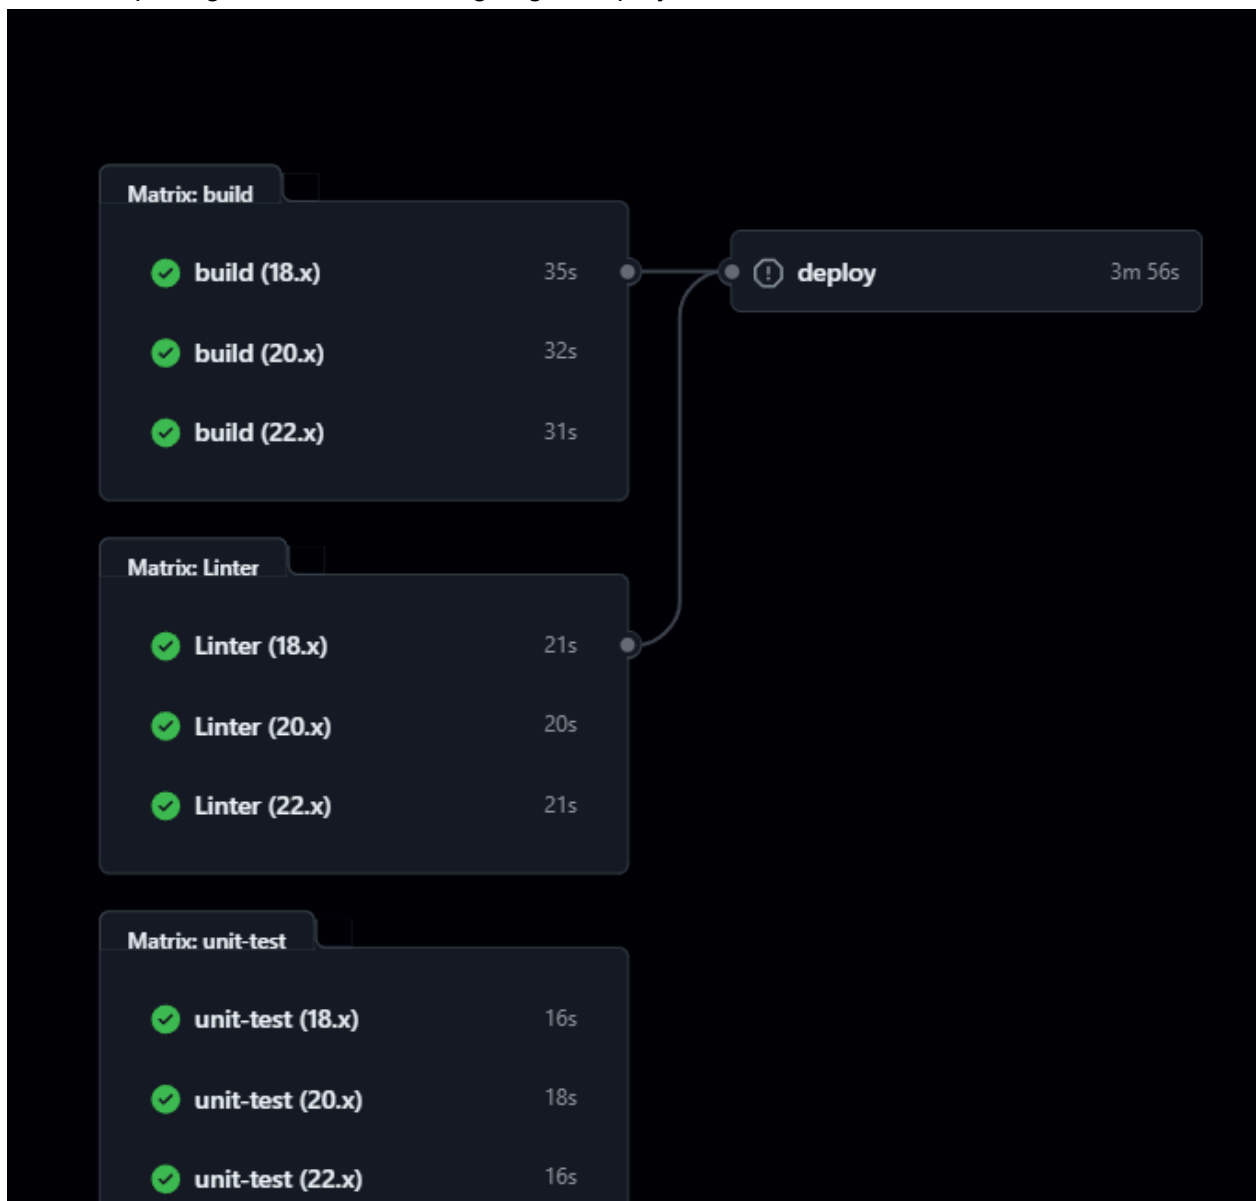 Matrix: build
build (18.x) 35s
deploy 3m 56s
build (20.x) 32s
build (22.x) 31s
Matrix: Linter
Linter (18.x) 21s
Linter (20.x) 20s
Linter (22.x) 21s
Matrix: unit-test
unit-test (18.x) 16s
unit-test (20.x) 18s
unit-test (22.x) 16s